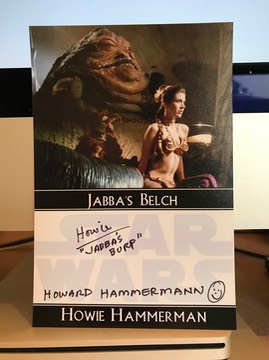 JABBA'S BELCH
STAR
WARS
Howie
"JABBA'S
BURP"
HOWARD HAMMERMANN
HOWIE HAMMERMAN